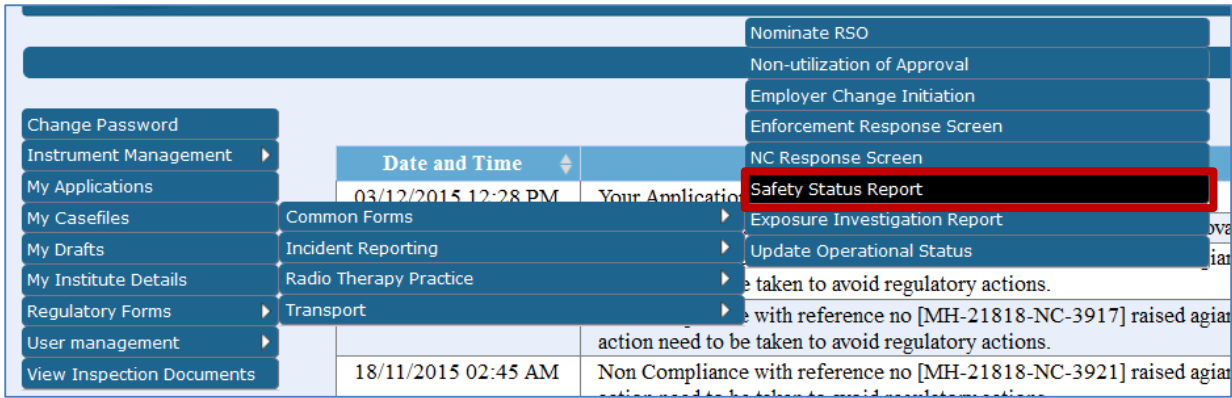 Nominate RSO
Non-utilization of Approval
Employer Change Initiation
Enforcement Response Screen
NC Response Screen
Safety Status Report
Exposure Investigation Report
Update Operational Status
Change Password
Instrument Management
My Applications
My Casefiles
My Drafts
My Institute Details
Regulatory Forms
User management
View Inspection Documents
Common Forms
Incident Reporting
Radio Therapy Practice
Transport
Date and Time
03/12/2015 12:28 PM Your Application
taken to avoid regulatory actions.
with reference no [MH-21818-NC-3917] raised agian
action need to be taken to avoid regulatory actions.
18/11/2015 02:45 AM Non Compliance with reference no [MH-21818-NC-3921] raised agian